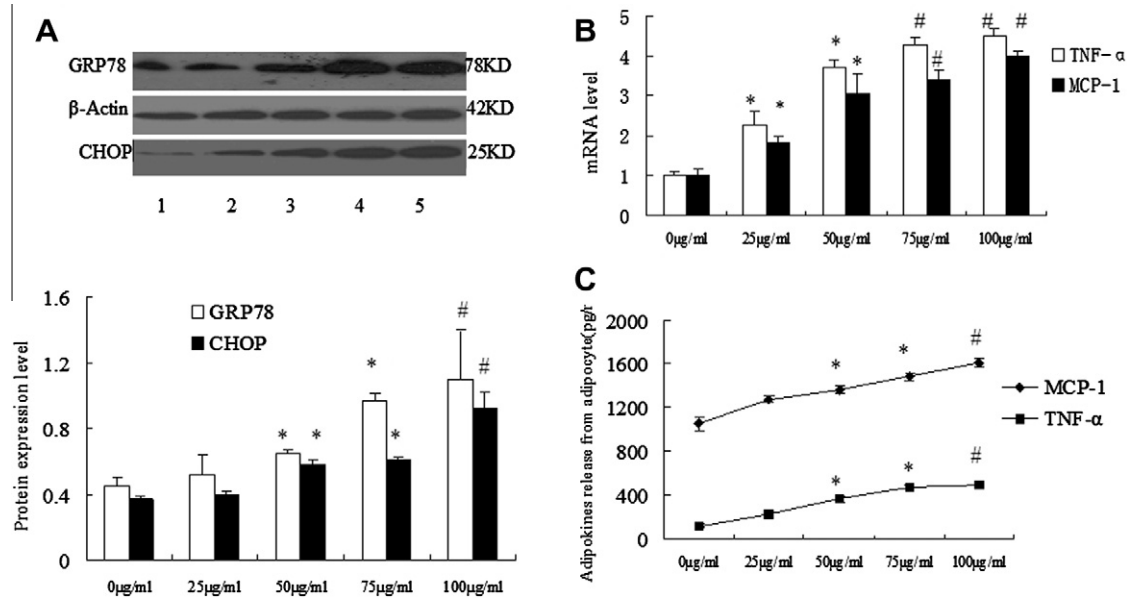 A
GRP78 78KD
β-Actin 42KD
CHOP 25KD
1 2 3 4 5
1.6
1.2
0.8
0.4
0
Protein expression level
GRP78
CHOP
* * * * # #
0μg/ml 25μg/ml 50μg/ml 75μg/ml 100μg/ml
B
6
5
4
3
2
1
0
mRNA level
TNF-α
MCP-1
* * * * # # # #
0μg/ml 25μg/ml 50μg/ml 75μg/ml 100μg/ml
C
2000
1600
1200
800
400
0
Adipokines release from adipocyte(pg/r
* * #
* * #
MCP-1
TNF-α
0μg/ml 25μg/ml 50μg/ml 75μg/ml 100μg/ml